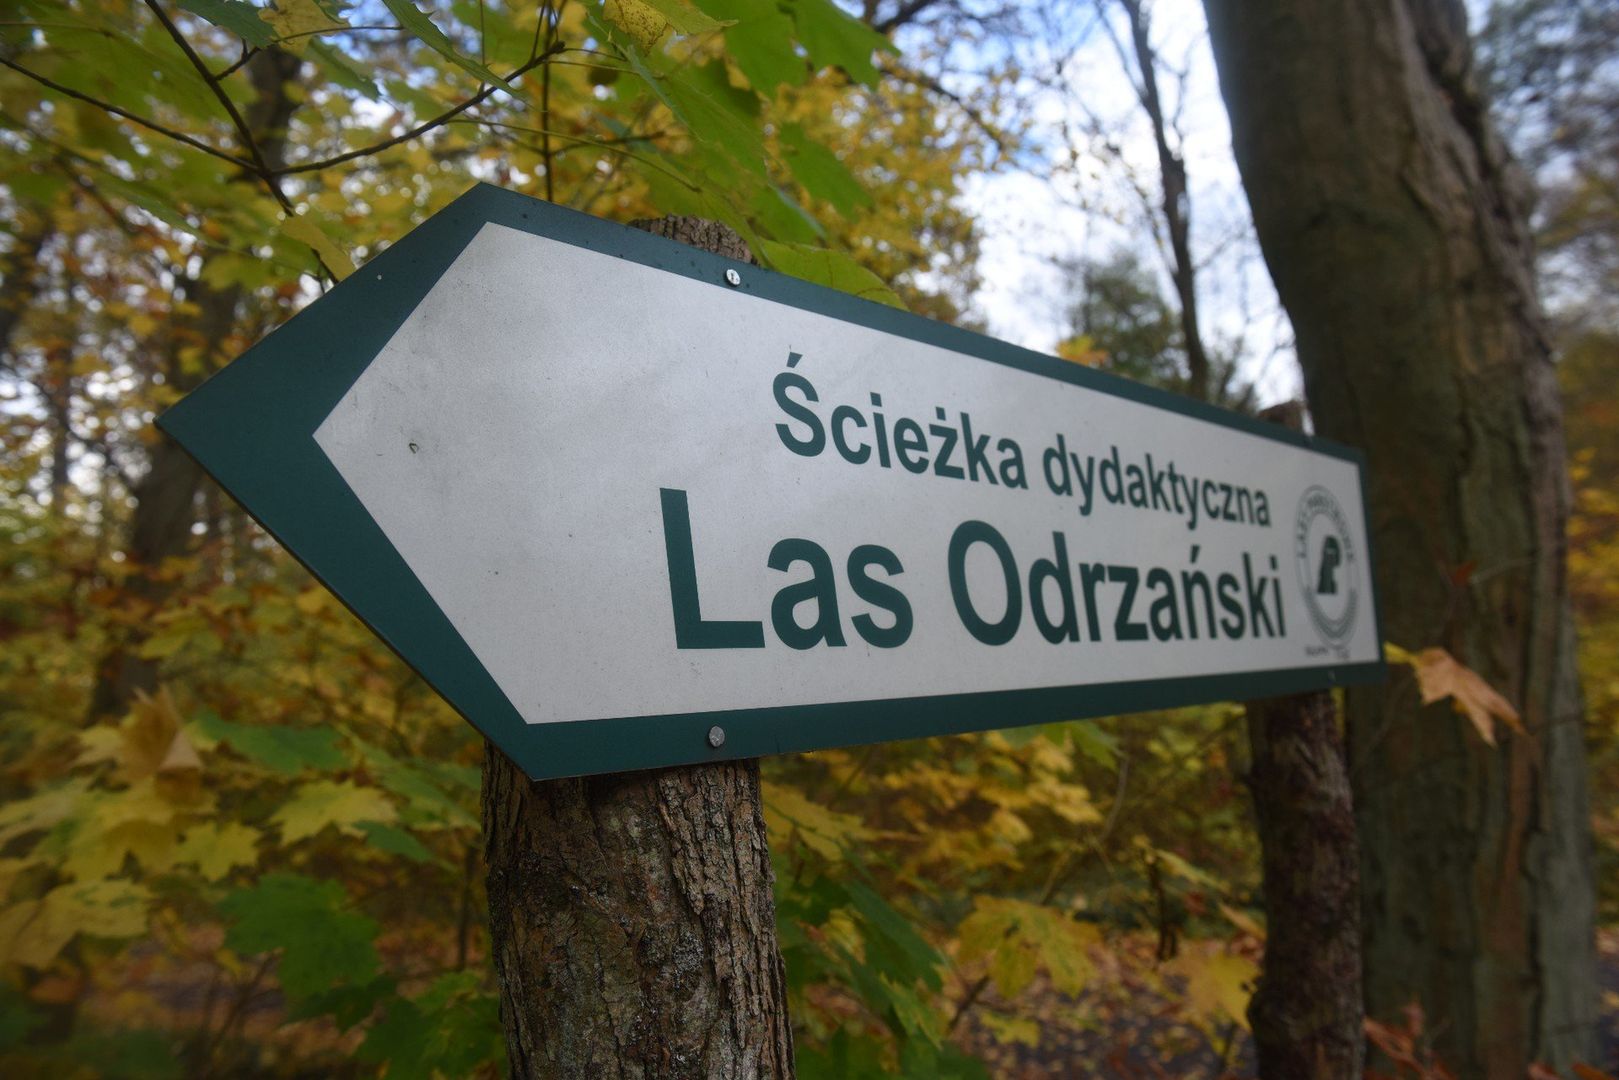 Ścieżka dydaktyczna
Las Odrzański